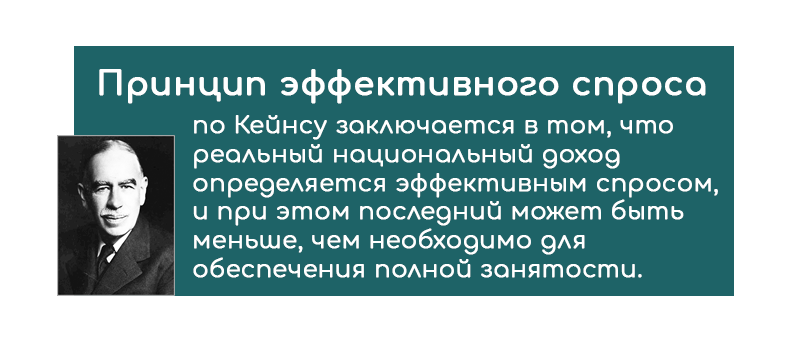 Принцип эффективного спроса
по Кейнсу заключается в том, что
реальный национальный доход
определяется эффективным спросом,
и при этом последний может быть
меньше, чем необходимо для
обеспечения полной занятости.